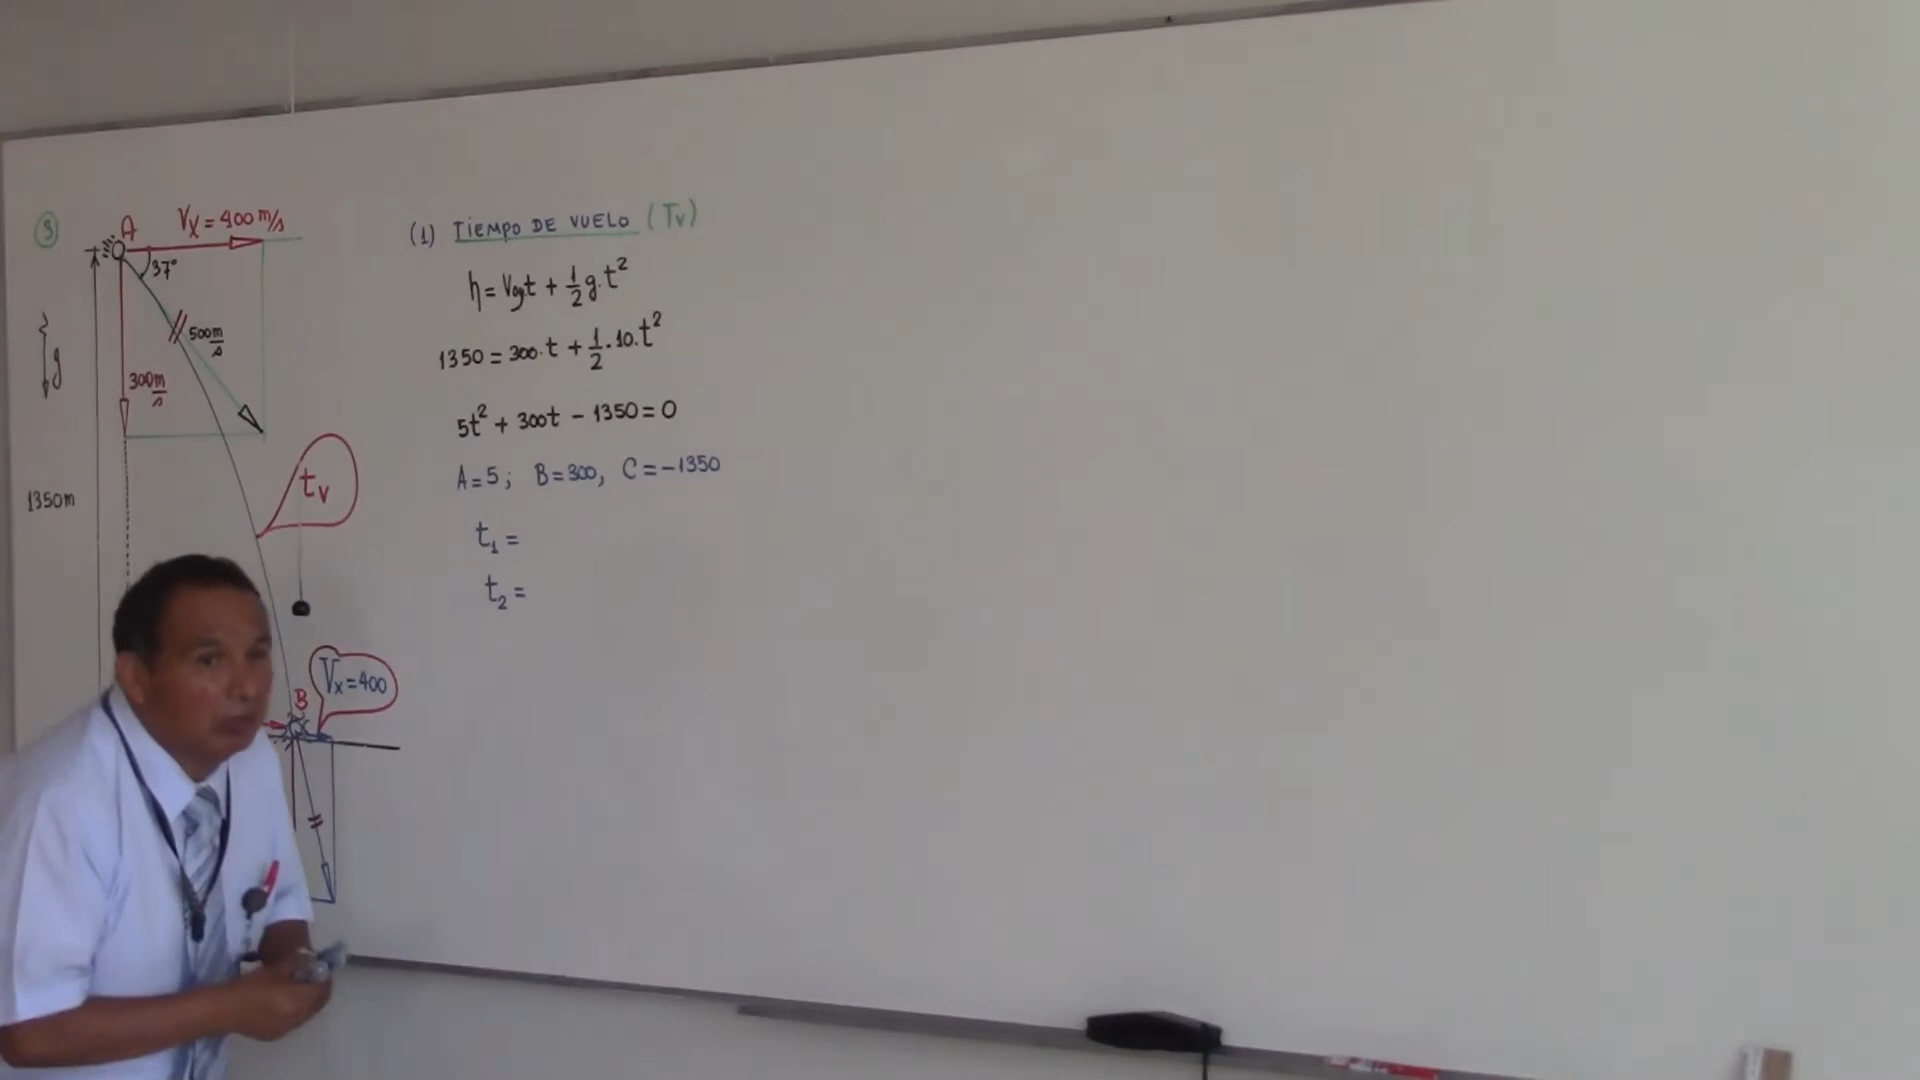 3
A
Vx = 400 m/s
37°
500 m/s
300 m/s
g
1350 m
tv
B
Vx = 400
(1) TIEMPO DE VUELO (Tv)
h = Voy.t + 1/2 g.t²
1350 = 300.t + 1/2 . 10.t²
5t² + 300t - 1350 = 0
A = 5; B = 300, C = -1350
t₁ =
t₂ =